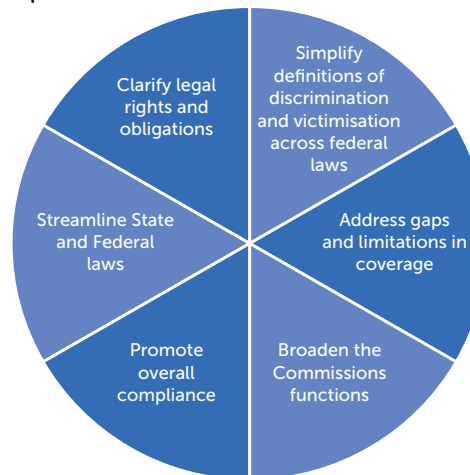 Clarify legal
rights and
obligations
Simplify
definitions of
discrimination
and victimisation
across federal
laws
Streamline State
and Federal
laws
Address gaps
and limitations in
coverage
Promote
overall
compliance
Broaden the
Commissions
functions